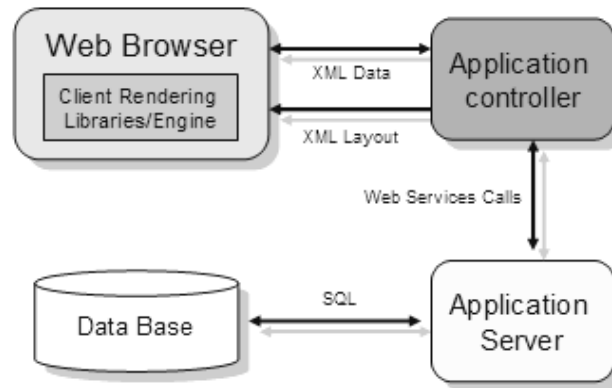 Web Browser
Client Rendering
Libraries/Engine
XML Data
XML Layout
Application
controller
Web Services Calls
Data Base
SQL
Application
Server